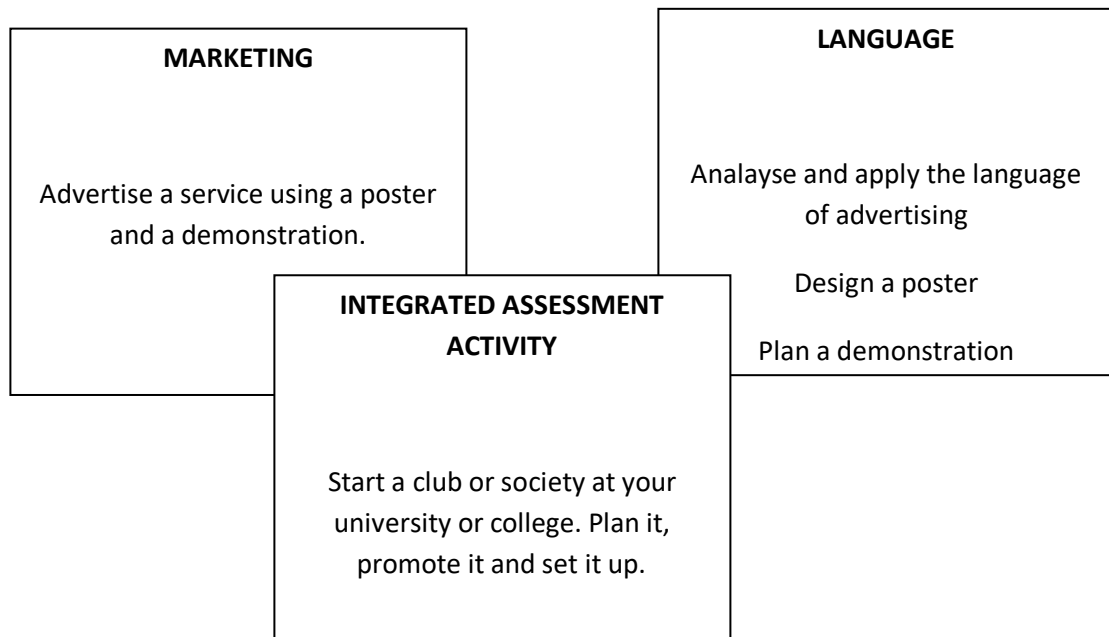 MARKETING
Advertise a service using a poster
and a demonstration.
LANGUAGE
Analayse and apply the language
of advertising
Design a poster
Plan a demonstration
INTEGRATED ASSESSMENT
ACTIVITY
Start a club or society at your
university or college. Plan it,
promote it and set it up.